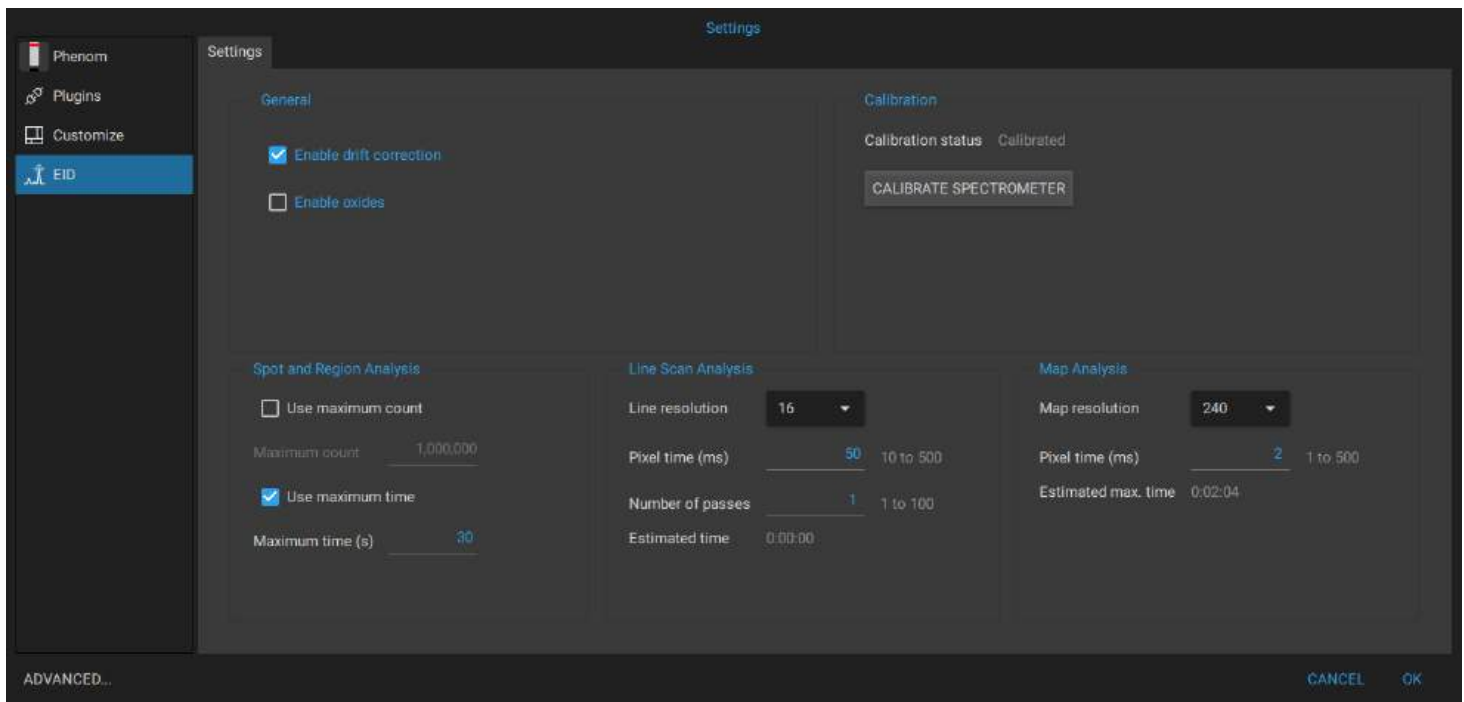 Settings
Phenom
Plugins
Customize
EID
Settings
General
Enable drift correction
Enable oxides
Calibration
Calibration status Calibrated
CALIBRATE SPECTROMETER
Spot and Region Analysis
Use maximum count
Maximum count 1,000,000
Use maximum time
Maximum time (s) 30
Line Scan Analysis
Line resolution 16
Pixel time (ms) 50 10 to 500
Number of passes 1 1 to 100
Estimated time 0:00:00
Map Analysis
Map resolution 240
Pixel time (ms) 2 1 to 500
Estimated max. time 0:02:04
ADVANCED...
CANCEL OK